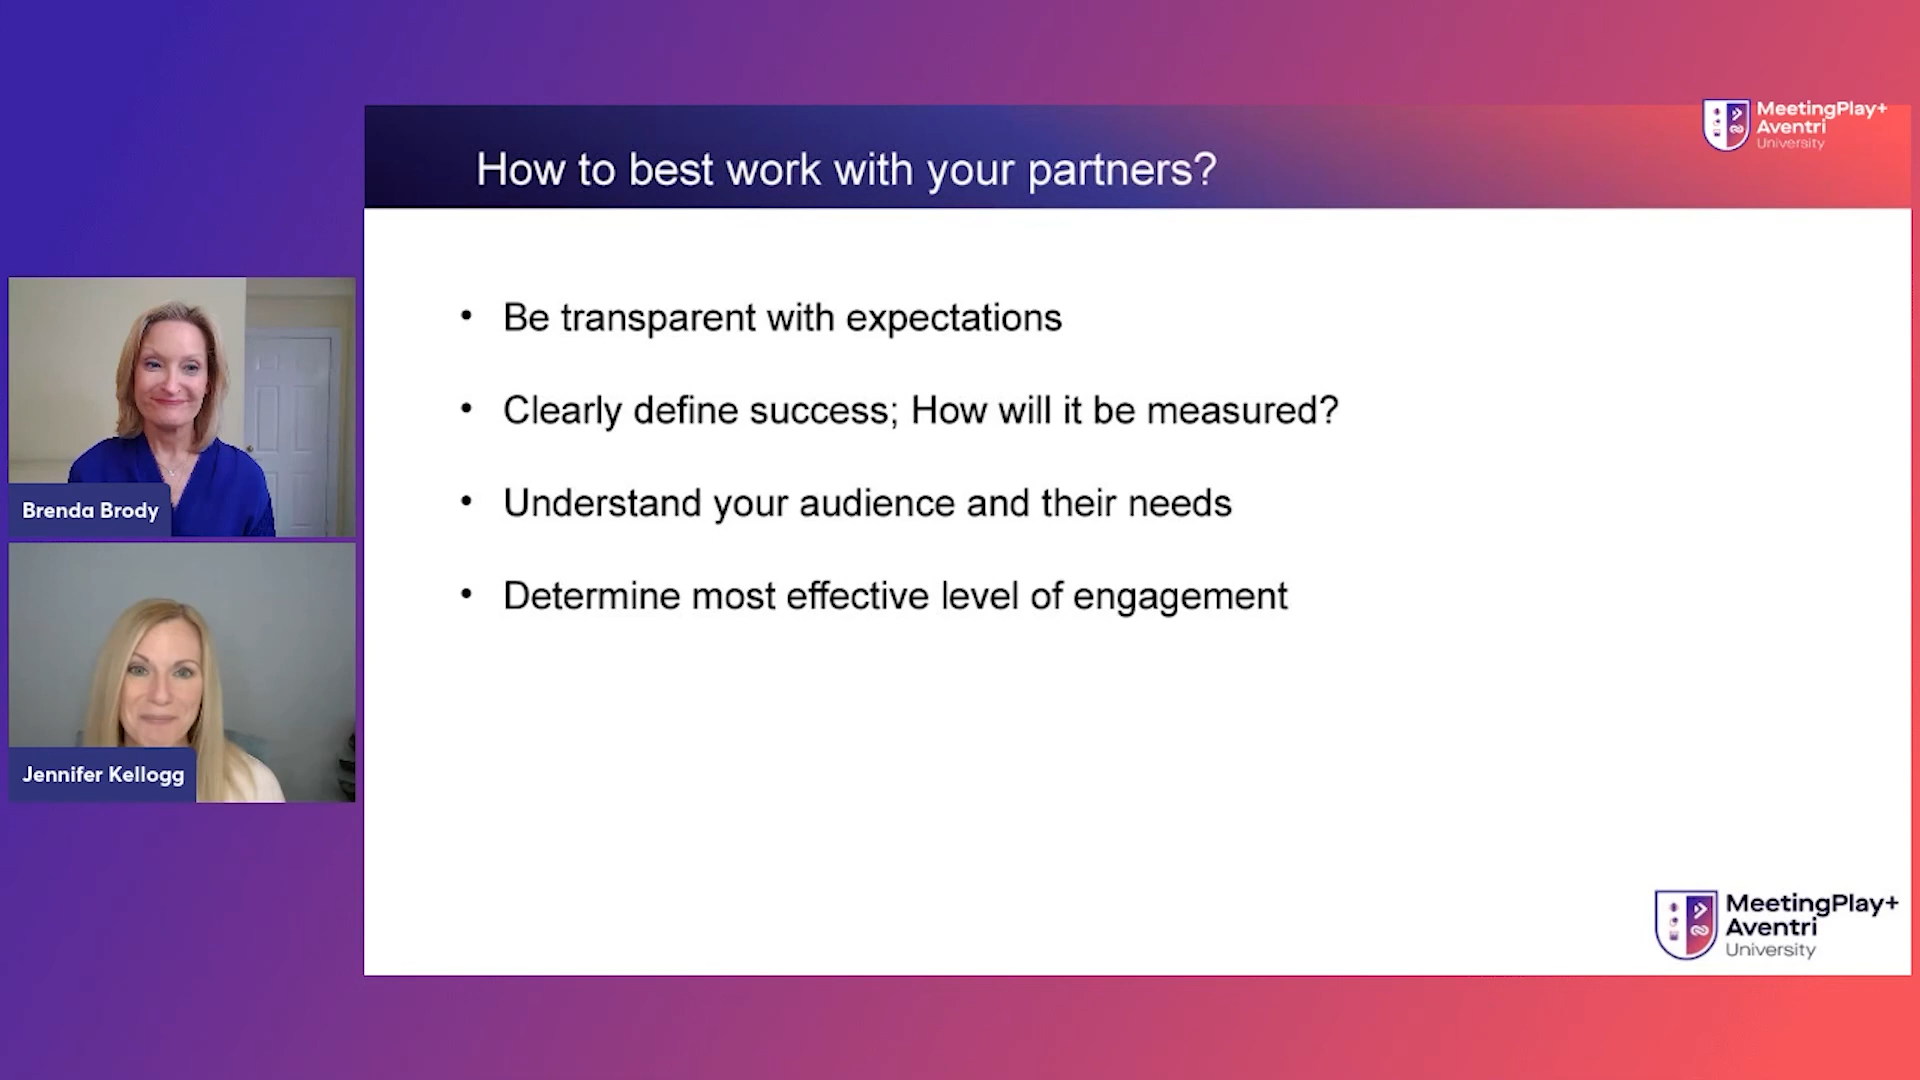 MeetingPlay+
Aventri
University
How to best work with your partners?
• Be transparent with expectations
• Clearly define success; How will it be measured?
• Understand your audience and their needs
• Determine most effective level of engagement
Brenda Brody
Jennifer Kellogg
MeetingPlay+
Aventri
University